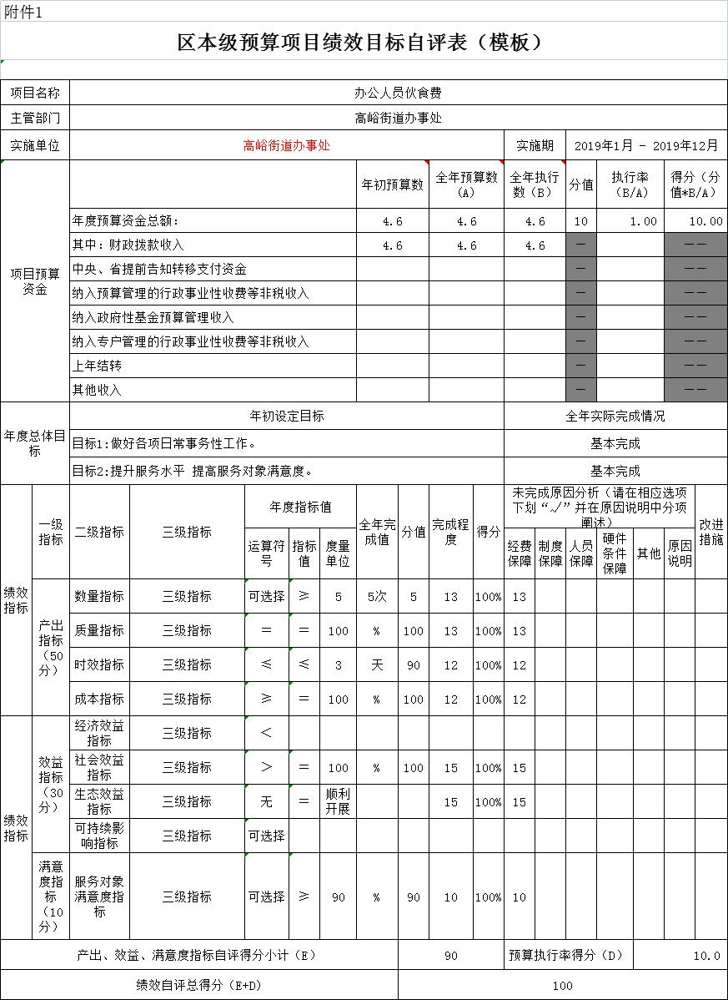 附件1
区本级预算项目绩效目标自评表（模板）
项目名称 办公人员伙食费
主管部门 高峪街道办事处
实施单位 高峪街道办事处 实施期 2019年1月 - 2019年12月
项目预算资金 年初预算数 全年预算数（A） 全年执行数（B） 分值 执行率（B/A） 得分（分值*B/A）
年度预算资金总额： 4.6 4.6 4.6 10 1.00 10.00
其中：财政拨款收入 4.6 4.6 4.6 — ——
中央、省提前告知转移支付资金 — ——
纳入预算管理的行政事业性收费等非税收入 — ——
纳入政府性基金预算管理收入 — ——
纳入专户管理的行政事业性收费等非税收入 — ——
上年结转 — ——
其他收入 — ——
年度总体目标 年初设定目标 全年实际完成情况
目标1:做好各项日常事务性工作。 基本完成
目标2:提升服务水平 提高服务对象满意度。 基本完成
绩效指标 一级指标 二级指标 三级指标 年度指标值 全年完成值 分值 完成程度 得分 未完成原因分析（请在相应选项下划“√”并在原因说明中分项阐述） 改进措施
运算符号 指标值 度量单位 经费保障 制度保障 人员保障 硬件条件保障 其他 原因说明
产出指标（50分） 数量指标 三级指标 可选择 ≥ 5 5次 5 13 100% 13
质量指标 三级指标 ＝ ＝ 100 % 100 13 100% 13
时效指标 三级指标 ≤ ≤ 3 天 90 12 100% 12
成本指标 三级指标 ≥ ＝ 100 % 100 12 100% 12
绩效指标 效益指标（30分） 经济效益指标 三级指标 ＜
社会效益指标 三级指标 ＞ ＝ 100 % 100 15 100% 15
生态效益指标 三级指标 无 ＝ 顺利开展 15 100% 15
可持续影响指标 三级指标 可选择
满意度指标（10分） 服务对象满意度指标 三级指标 可选择 ≥ 90 % 90 10 100% 10
产出、效益、满意度指标自评得分小计（E） 90 预算执行率得分（D） 10.0
绩效自评总得分（E+D） 100